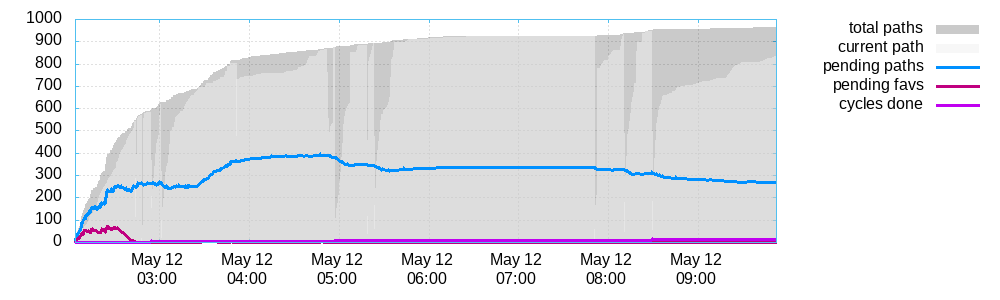 1000
900
800
700
600
500
400
300
200
100
0
May 12 May 12 May 12 May 12 May 12 May 12 May 12
03:00 04:00 05:00 06:00 07:00 08:00 09:00
total paths
current path
pending paths
pending favs
cycles done